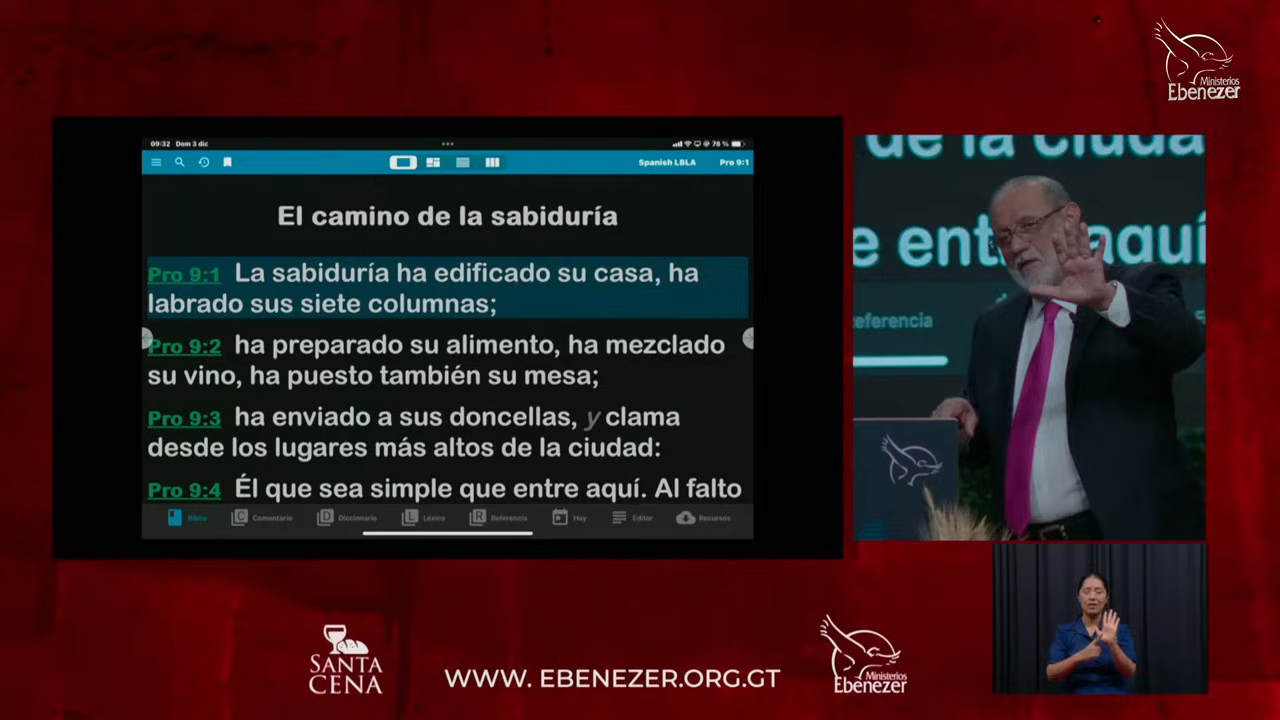 Ministerios
Ebenezer
09:32 Dom 3 dic
78 %
Spanish LBLA
Pro 9:1
El camino de la sabiduría
Pro 9:1 La sabiduría ha edificado su casa, ha
labrado sus siete columnas;
Pro 9:2 ha preparado su alimento, ha mezclado
su vino, ha puesto también su mesa;
Pro 9:3 ha enviado a sus doncellas, y clama
desde los lugares más altos de la ciudad:
Pro 9:4 Él que sea simple que entre aquí. Al falto
Biblia
Comentario
Diccionario
Léxico
Referencia
Hoy
Editor
Recursos
de la ciuda
aquí
eferencia
SANTA
CENA
WWW. EBENEZER.ORG.GT
Ministerios
Ebenezer